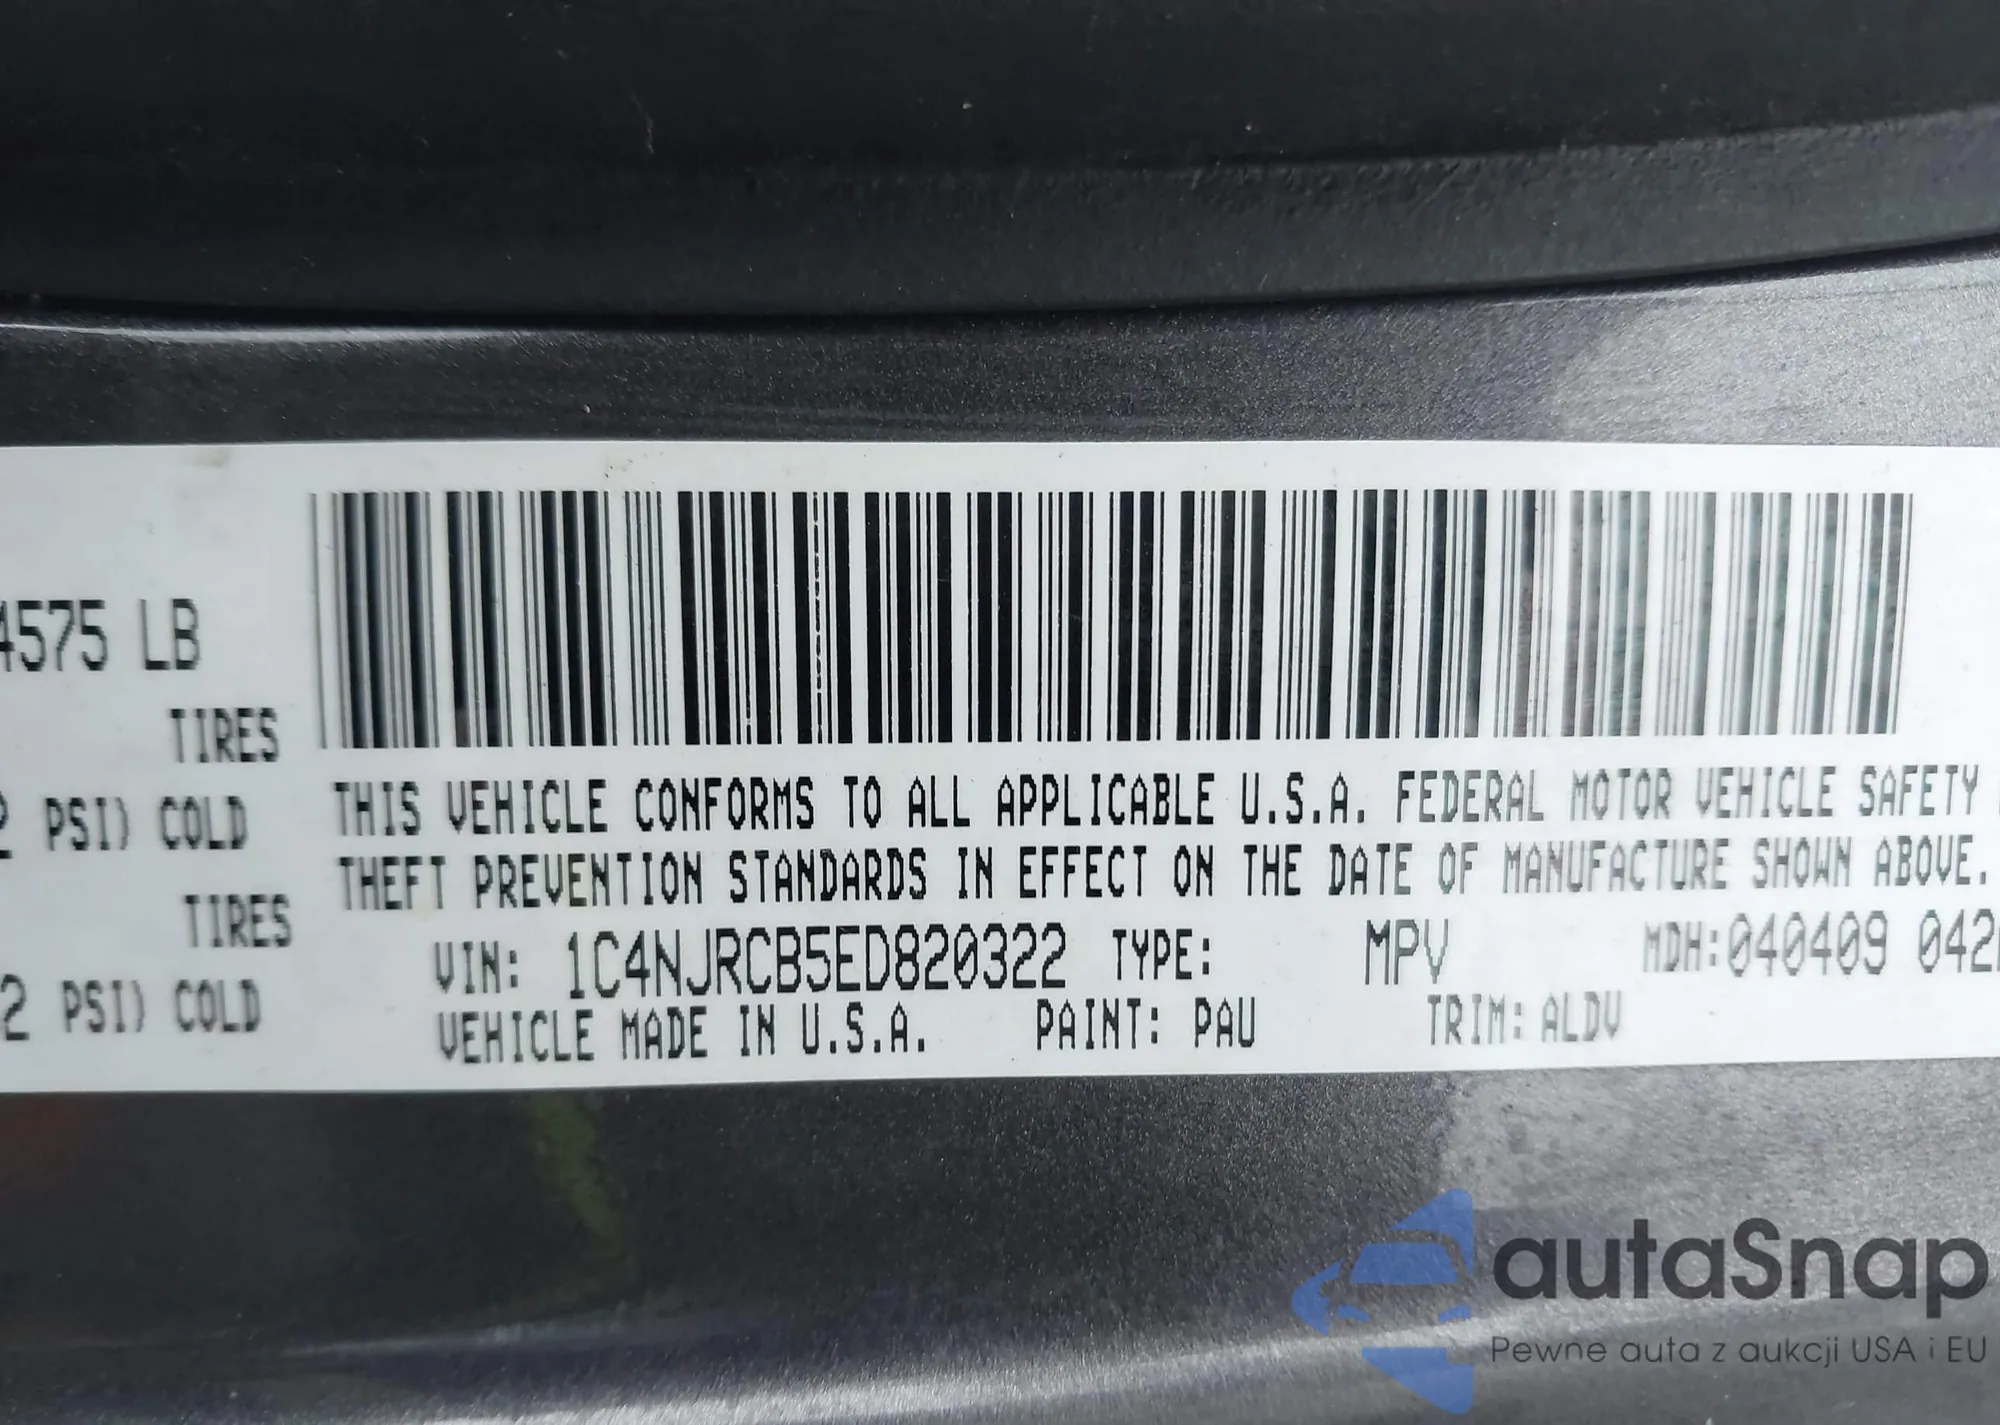 4575 LB
TIRES
2 PSI) COLD
TIRES
2 PSI) COLD
THIS VEHICLE CONFORMS TO ALL APPLICABLE U.S.A. FEDERAL MOTOR VEHICLE SAFETY
THEFT PREVENTION STANDARDS IN EFFECT ON THE DATE OF MANUFACTURE SHOWN ABOVE.
VIN: 1C4NJRCB5ED820322 TYPE: MPV MDH:040409 042
VEHICLE MADE IN U.S.A. PAINT: PAU TRIM: ALDV
autaSnap
Pewne auta z aukcji USA i EU